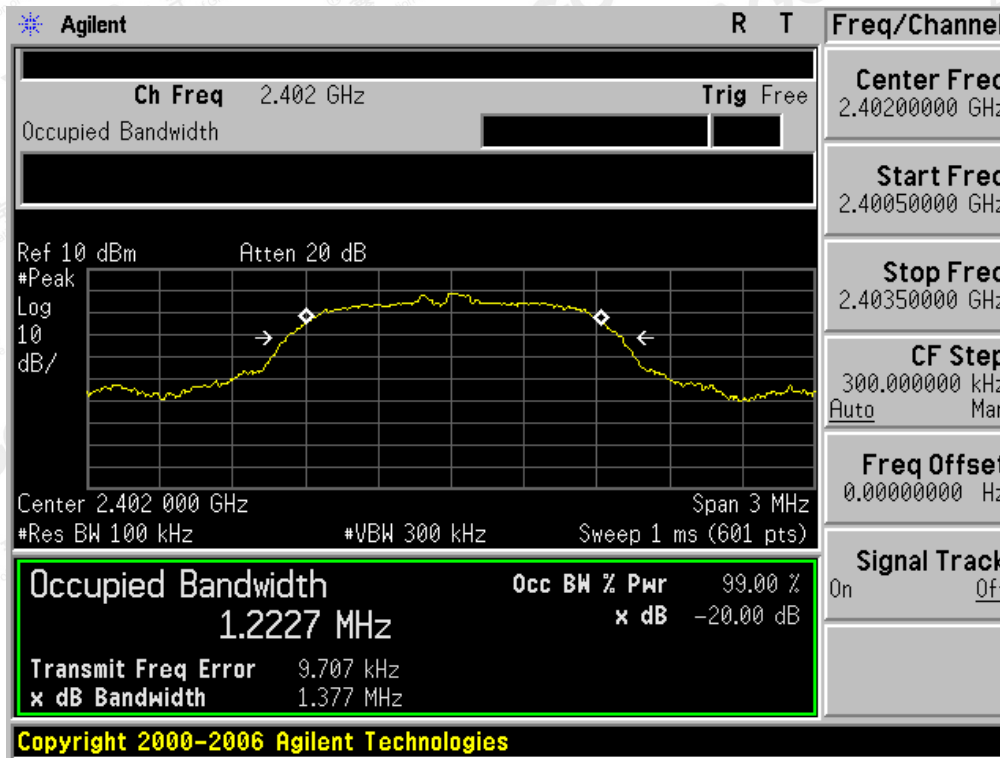 Agilent R T
Freq/Channel
Ch Freq 2.402 GHz Trig Free
Occupied Bandwidth
Center Freq
2.40200000 GHz
Start Freq
2.40050000 GHz
Stop Freq
2.40350000 GHz
CF Step
300.000000 kHz
Auto Man
Freq Offset
0.00000000 Hz
Signal Track
On Off
Ref 10 dBm Atten 20 dB
#Peak
Log
10
dB/
Center 2.402 000 GHz Span 3 MHz
#Res BW 100 kHz #VBW 300 kHz Sweep 1 ms (601 pts)
Occupied Bandwidth
1.2227 MHz
Occ BW % Pwr 99.00 %
x dB -20.00 dB
Transmit Freq Error 9.707 kHz
x dB Bandwidth 1.377 MHz
Copyright 2000-2006 Agilent Technologies